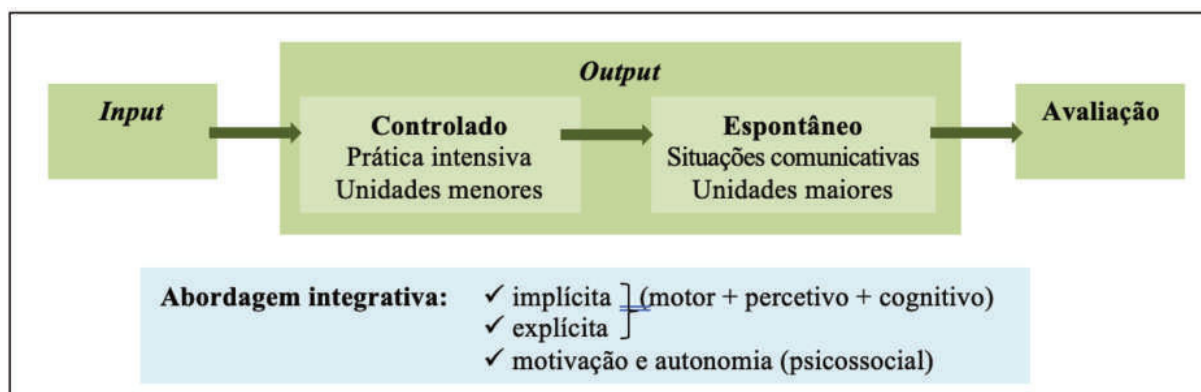 Output
Input
Controlado
Prática intensiva
Unidades menores
Espontâneo
Situações comunicativas
Unidades maiores
Avaliação
Abordagem integrativa:
✓ implícita ] (motor + percetivo + cognitivo)
✓ explícita
✓ motivação e autonomia (psicossocial)